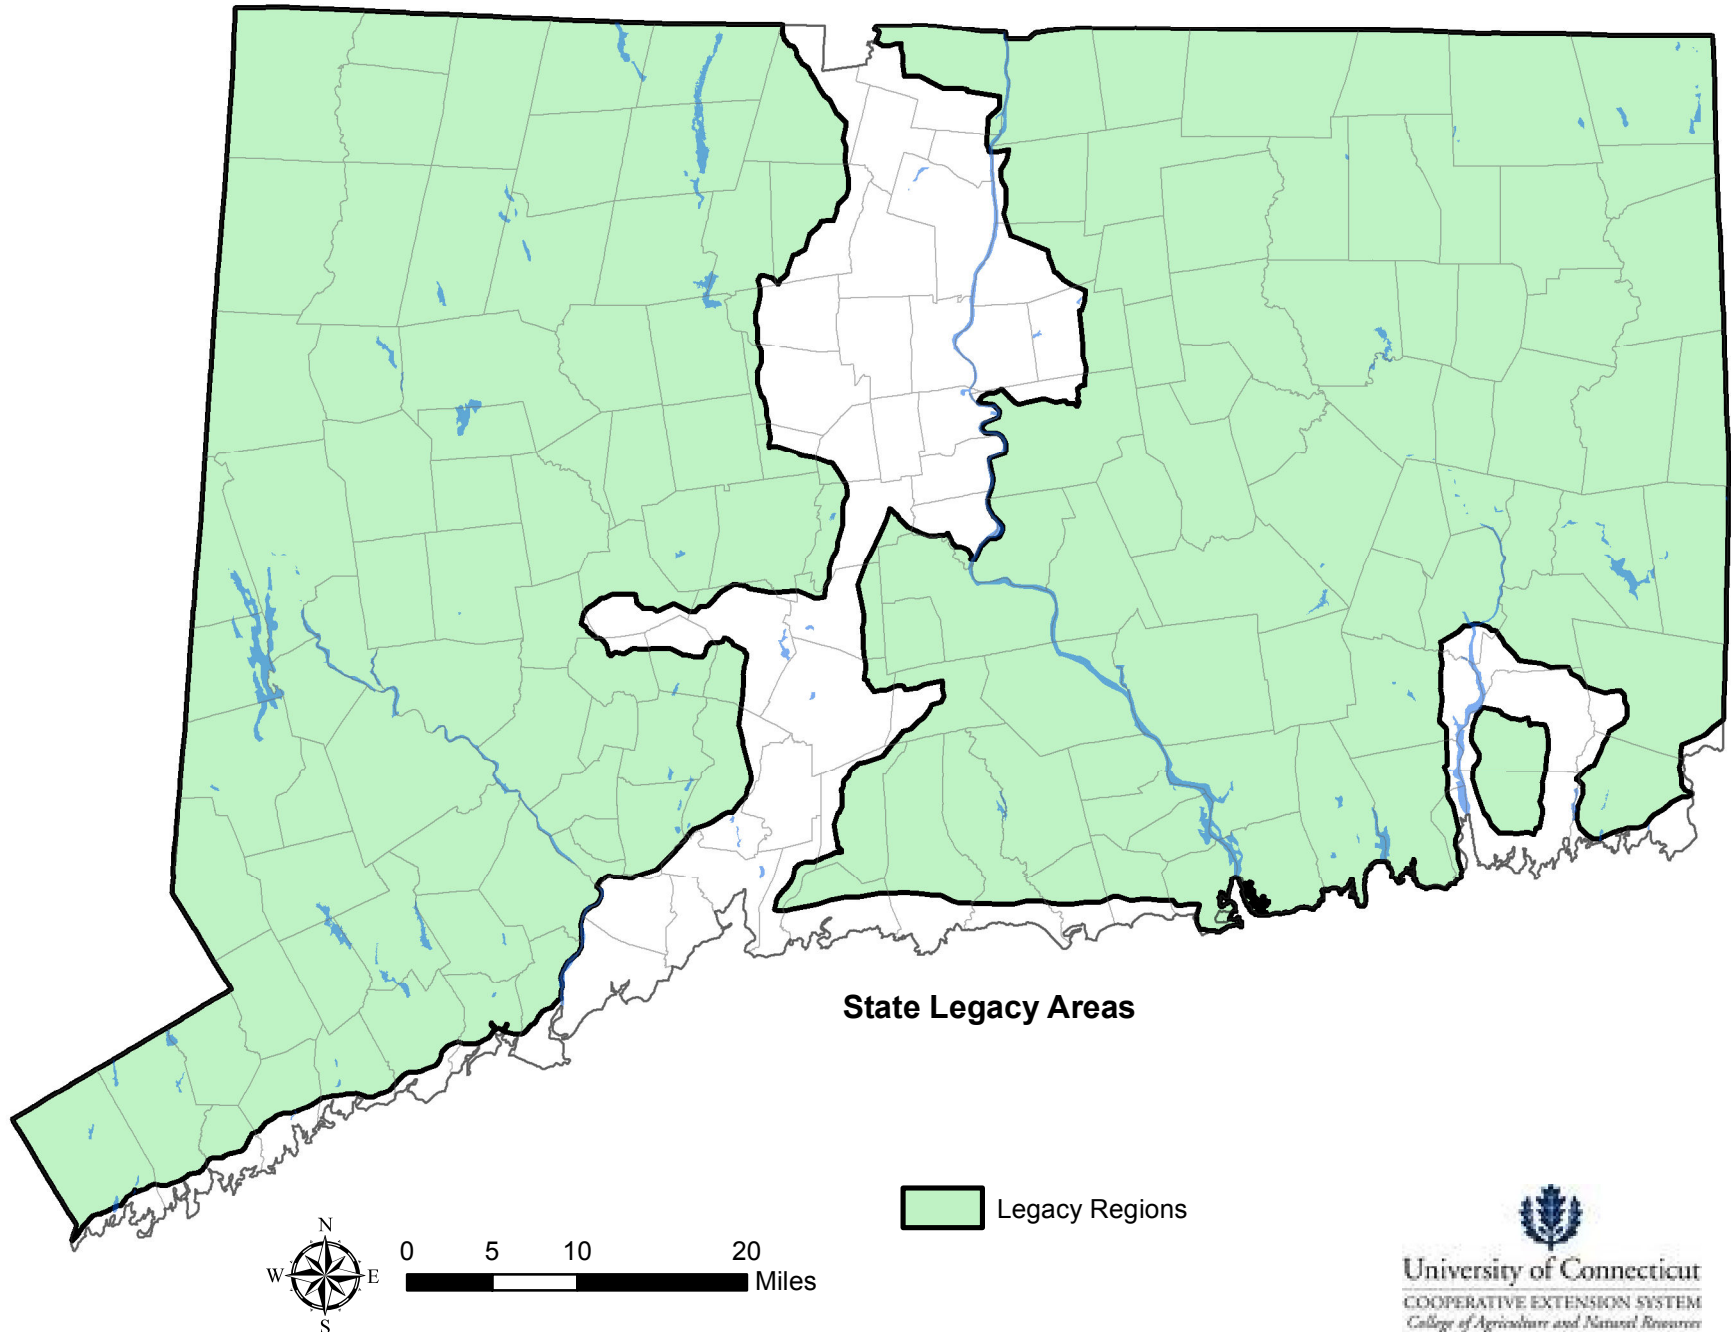 State Legacy Areas
Legacy Regions
N
W E
S
0 5 10 20
Miles
University of Connecticut
COOPERATIVE EXTENSION SYSTEM
College of Agriculture and Natural Resources